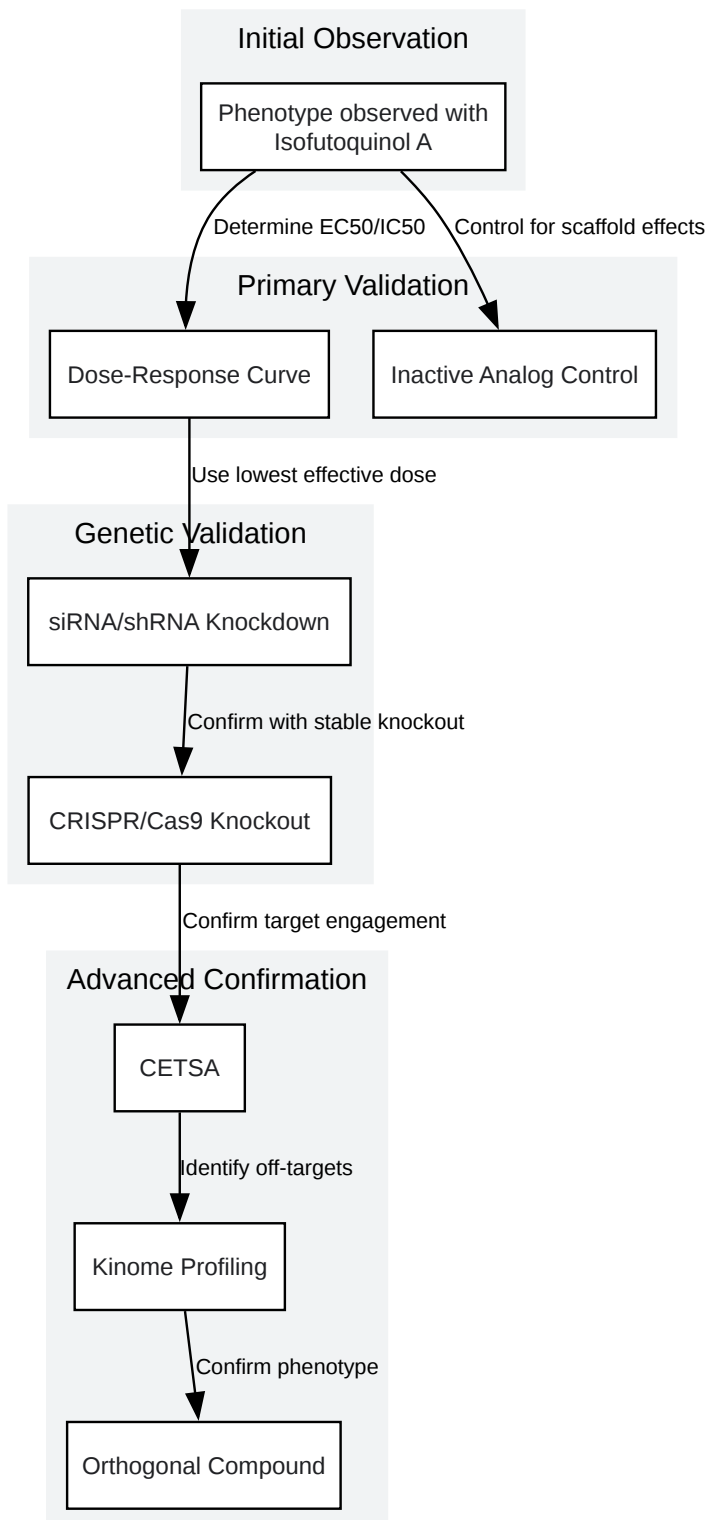 Initial Observation
Phenotype observed with
Isofutoquinol A
Determine EC50/IC50
Control for scaffold effects
Primary Validation
Dose-Response Curve
Inactive Analog Control
Use lowest effective dose
Genetic Validation
siRNA/shRNA Knockdown
Confirm with stable knockout
CRISPR/Cas9 Knockout
Confirm target engagement
Advanced Confirmation
CETSA
Identify off-targets
Kinome Profiling
Confirm phenotype
Orthogonal Compound